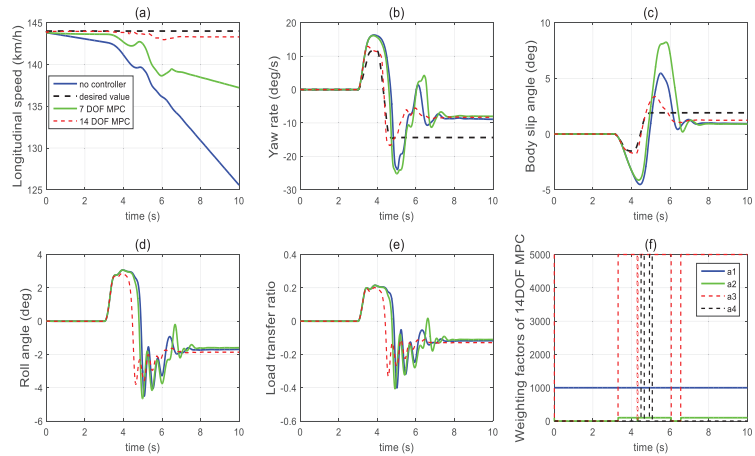 (a)
145
140
135
130
125
0 2 4 6 8 10
time (s)
Longitudinal speed (km/h)
no controller
desired value
7 DOF MPC
14 DOF MPC
(b)
20
10
0
-10
-20
-30
0 2 4 6 8 10
time (s)
Yaw rate (deg/s)
(c)
10
5
0
-5
0 2 4 6 8 10
time (s)
Body slip angle (deg)
(d)
4
2
0
-2
-4
-6
0 2 4 6 8 10
time (s)
Roll angle (deg)
(e)
0.4
0.2
0
-0.2
-0.4
0.6
0 2 4 6 8 10
time (s)
Load transfer ratio
(f)
5000
4000
3000
2000
1000
0
0 2 4 6 8 10
time (s)
Weighting factors of 14DOF MPC
a1
a2
a3
a4